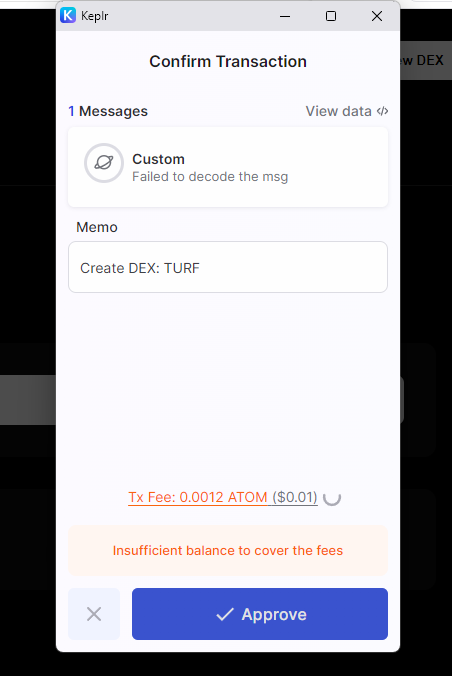 Keplr
Confirm Transaction
ew DEX
1 Messages
View data </>
Custom
Failed to decode the msg
Memo
Create DEX: TURF
Tx Fee: 0.0012 ATOM ($0.01)
Insufficient balance to cover the fees
Approve